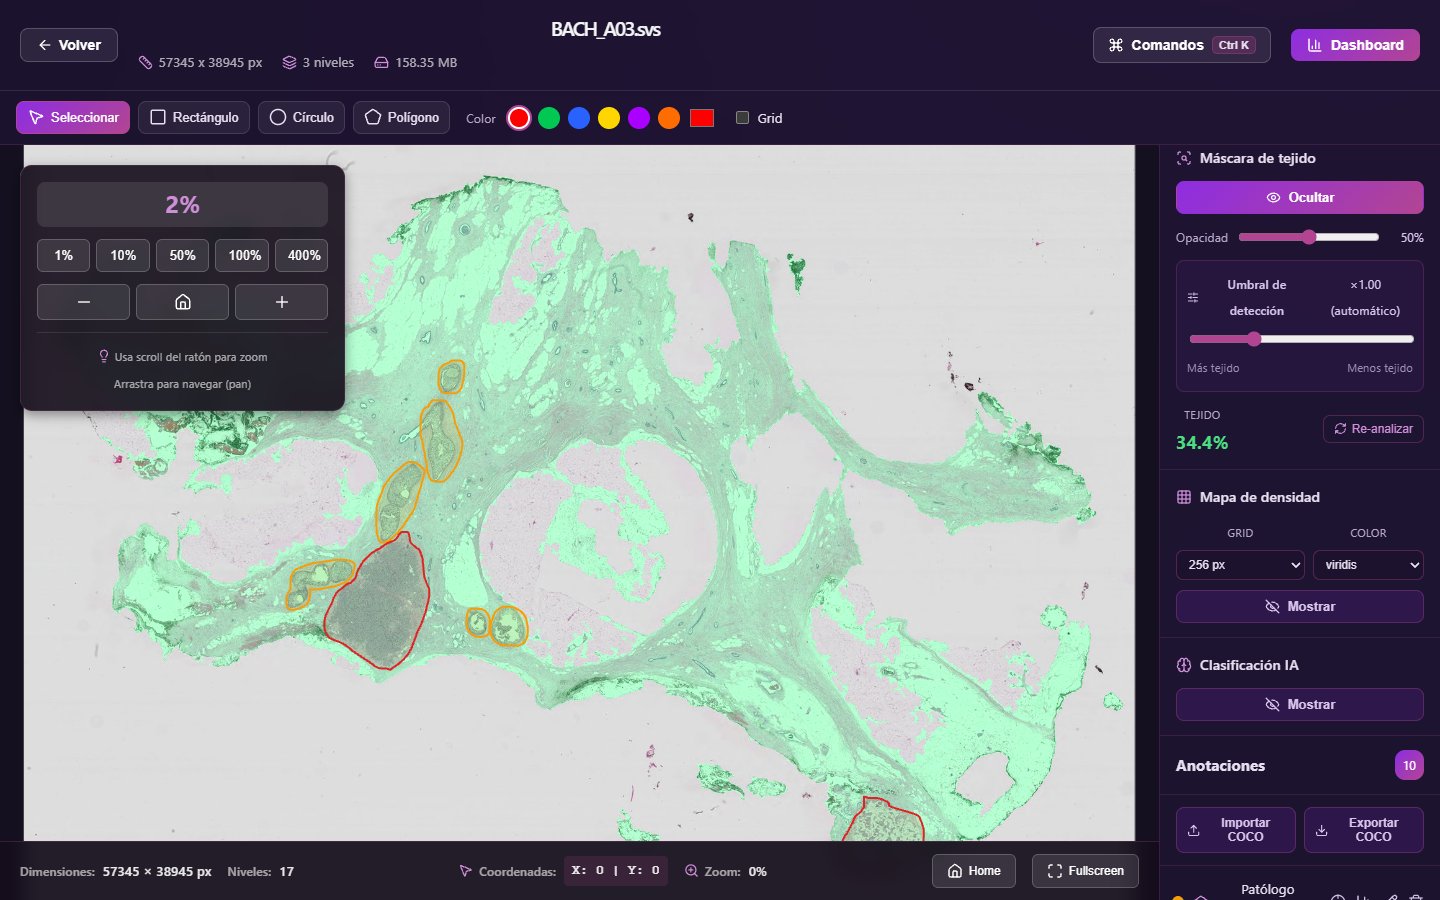 Volver
BACH_A03.svs
57345 x 38945 px
3 niveles
158.35 MB
Comandos
Ctrl K
Dashboard
Seleccionar
Rectángulo
Círculo
Polígono
Color
Grid
2%
1%
10%
50%
100%
400%
Usa scroll del ratón para zoom
Arrastra para navegar (pan)
Máscara de tejido
Ocultar
Opacidad
50%
Umbral de
detección
×1.00
(automático)
Más tejido
Menos tejido
TEJIDO
34.4%
Re-analizar
Mapa de densidad
GRID
COLOR
256 px
viridis
Mostrar
Clasificación IA
Mostrar
Anotaciones
10
Importar
COCO
Exportar
COCO
Patólogo
Dimensiones: 57345 × 38945 px
Niveles: 17
Coordenadas: X: 0 | Y: 0
Zoom: 0%
Home
Fullscreen